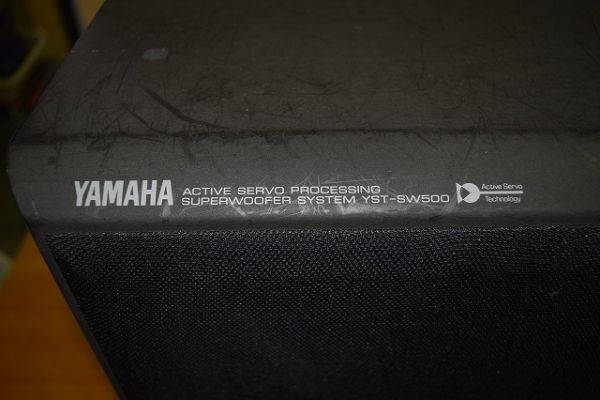 YAMAHA
ACTIVE SERVO PROCESSING
SUPERWOOFER SYSTEM YST-SW500
Active Servo
Technology